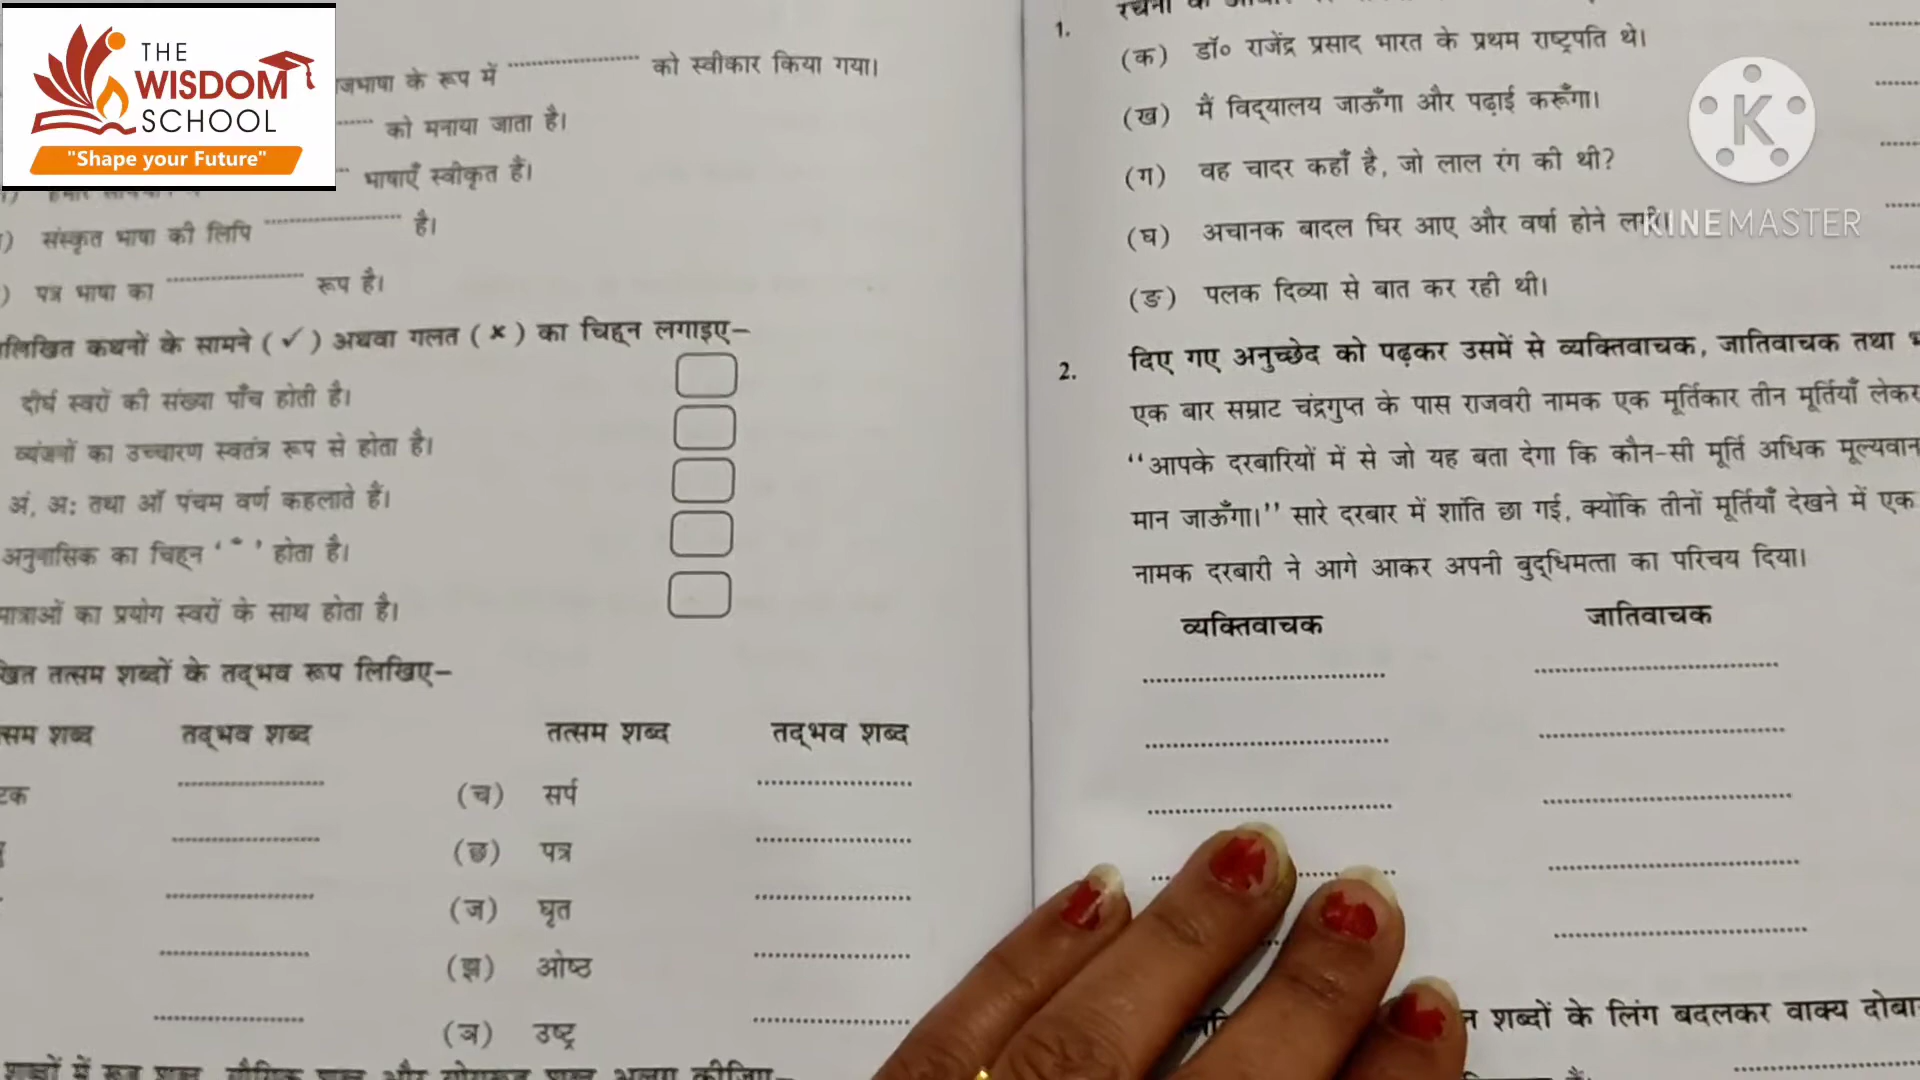 THE
WISDOM
SCHOOL
"Shape your Future"
के रूप में ........ को स्वीकार किया गया।
........ को मनाया जाता है।
........ भाषाएँ स्वीकृत हैं।
संस्कृत भाषा की लिपि ........ है।
पत्र भाषा का ........ रूप है।
कथनों के सामने ( ✓ ) अथवा गलत ( × ) का चिह्न लगाइए–
दीर्घ स्वरों की संख्या पाँच होती है।
व्यंजनों का उच्चारण स्वतंत्र रूप से होता है।
अं, अः तथा ऑ पंचम वर्ण कहलाते हैं।
अनुनासिक का चिह्न ‘ ँ ’ होता है।
मात्राओं का प्रयोग स्वरों के साथ होता है।
तत्सम शब्दों के तद्भव रूप लिखिए–
शब्द तद्भव शब्द तत्सम शब्द तद्भव शब्द
(च) सर्प
(छ) पत्र
(ज) घृत
(झ) ओष्ठ
(ञ) उष्ट्र
1.
(क) डॉ० राजेंद्र प्रसाद भारत के प्रथम राष्ट्रपति थे।
(ख) मैं विद्यालय जाऊँगा और पढ़ाई करूँगा।
(ग) वह चादर कहाँ है, जो लाल रंग की थी?
(घ) अचानक बादल घिर आए और वर्षा होने लगी।
(ङ) पलक दिव्या से बात कर रही थी।
2. दिए गए अनुच्छेद को पढ़कर उसमें से व्यक्तिवाचक, जातिवाचक तथा
एक बार सम्राट चंद्रगुप्त के पास राजवरी नामक एक मूर्तिकार तीन मूर्तियाँ लेकर
‘‘आपके दरबारियों में से जो यह बता देगा कि कौन-सी मूर्ति अधिक मूल्यवान
मान जाऊँगा।’’ सारे दरबार में शांति छा गई, क्योंकि तीनों मूर्तियाँ देखने में एक
नामक दरबारी ने आगे आकर अपनी बुद्धिमत्ता का परिचय दिया।
व्यक्तिवाचक जातिवाचक
शब्दों के लिंग बदलकर वाक्य
K
KINEMASTER